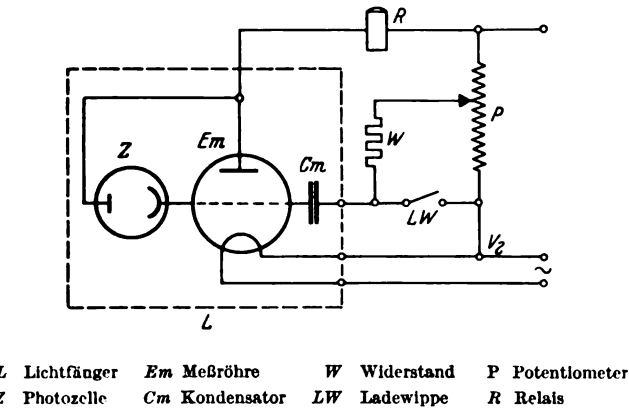 R
Z
Em
Cm
W
P
LW
V₂
~
L
L Lichtfänger Em Meßröhre W Widerstand P Potentiometer
Z Photozelle Cm Kondensator LW Ladewippe R Relais